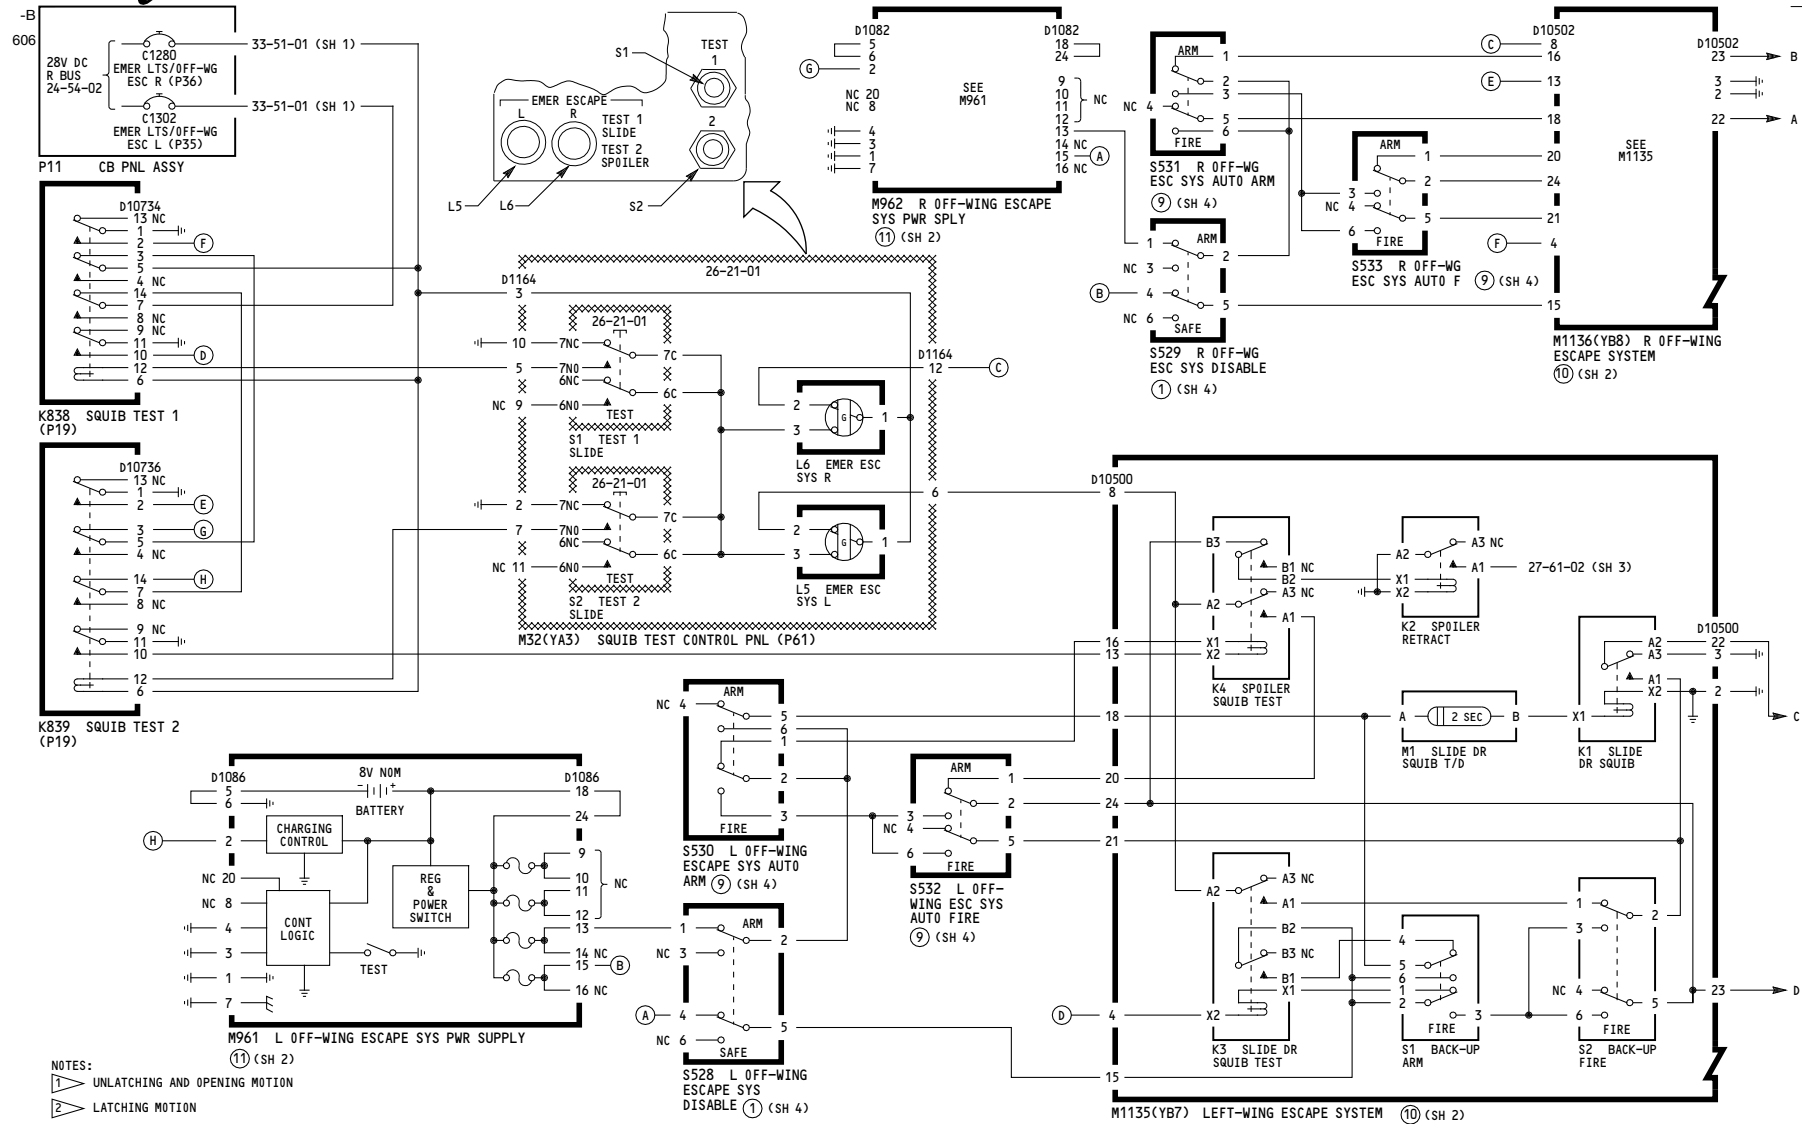 -B
606
28V DC
R BUS
24-54-02
C1280
EMER LTS/OFF-WG
ESC R (P36)
C1302
EMER LTS/OFF-WG
ESC L (P35)
P11 CB PNL ASSY
33-51-01 (SH 1)
33-51-01 (SH 1)
D10734
13 NC
1
2 F
3
5
4 NC
14
7
8 NC
9 NC
11
10 D
12
6
K838 SQUIB TEST 1
(P19)
D10736
13 NC
1
2 E
3 G
5
4 NC
14 H
7
8 NC
9 NC
11
10
12
6
K839 SQUIB TEST 2
(P19)
EMER ESCAPE
L R
TEST 1
SLIDE
TEST 2
SPOILER
TEST
1
2
S1
S2
L5
L6
26-21-01
D1164
3
10
5
NC 9
2
7
NC 11
26-21-01
7NC
7NO
6NC
6NO
7C
6C
TEST
S1 TEST 1
SLIDE
26-21-01
7NC
7NO
6NC
6NO
7C
6C
TEST
S2 TEST 2
SLIDE
D1164
12 C
6
2
3
G
1
L6 EMER ESC
SYS R
2
3
G
1
L5 EMER ESC
SYS L
M32(YA3) SQUIB TEST CONTROL PNL (P61)
D1082
5
6
G 2
NC 20
NC 8
4
3
1
7
SEE
M961
D1082
18
24
9
10
11
12
NC
13
14 NC
15 A
16 NC
M962 R OFF-WING ESCAPE
SYS PWR SPLY
11 (SH 2)
ARM
1
2
3
NC 4
5
6
FIRE
S531 R OFF-WG
ESC SYS AUTO ARM
9 (SH 4)
1
ARM
2
NC 3
B 4
5
NC 6
SAFE
S529 R OFF-WG
ESC SYS DISABLE
1 (SH 4)
ARM
1
2
3
NC 4
5
6
FIRE
S533 R OFF-WG
ESC SYS AUTO F 9 (SH 4)
D10502
C 8
16
E 13
18
20
24
21
F 4
15
SEE
M1135
D10502
23 B
3
2
22 A
M1136(YB8) R OFF-WING
ESCAPE SYSTEM
10 (SH 2)
D1086
5
6
H 2
NC 20
NC 8
4
3
1
7
8V NOM
- +
BATTERY
CHARGING
CONTROL
CONT
LOGIC
REG
&
POWER
SWITCH
TEST
D1086
18
24
9
10
11
12
NC
13
14 NC
15 B
16 NC
M961 L OFF-WING ESCAPE SYS PWR SUPPLY
11 (SH 2)
ARM
NC 4
5
6
1
2
3
FIRE
S530 L OFF-WING
ESCAPE SYS AUTO
ARM 9 (SH 4)
1
ARM
2
NC 3
A 4
5
NC 6
SAFE
S528 L OFF-WING
ESCAPE SYS
DISABLE 1 (SH 4)
ARM
1
2
3
NC 4
5
6
FIRE
S532 L OFF-
WING ESC SYS
AUTO FIRE
9 (SH 4)
D10500
8
16
13
18
20
24
21
D 4
15
B3
B1 NC
B2
A3 NC
A2
A1
X1
X2
K4 SPOILER
SQUIB TEST
A2
A3 NC
A1
X1
X2
27-61-02 (SH 3)
K2 SPOILER
RETRACT
A 2 SEC B
M1 SLIDE DR
SQUIB T/D
A2
A3
A1
X2
X1
K1 SLIDE
DR SQUIB
D10500
22
3
2
C
23 D
A2
A3 NC
A1
B2
B3 NC
B1
X1
X2
K3 SLIDE DR
SQUIB TEST
4
5
6
1
2
3
FIRE
S1 BACK-UP
ARM
1
2
3
NC 4
5
6
FIRE
S2 BACK-UP
FIRE
M1135(YB7) LEFT-WING ESCAPE SYSTEM 10 (SH 2)
NOTES:
1 UNLATCHING AND OPENING MOTION
2 LATCHING MOTION